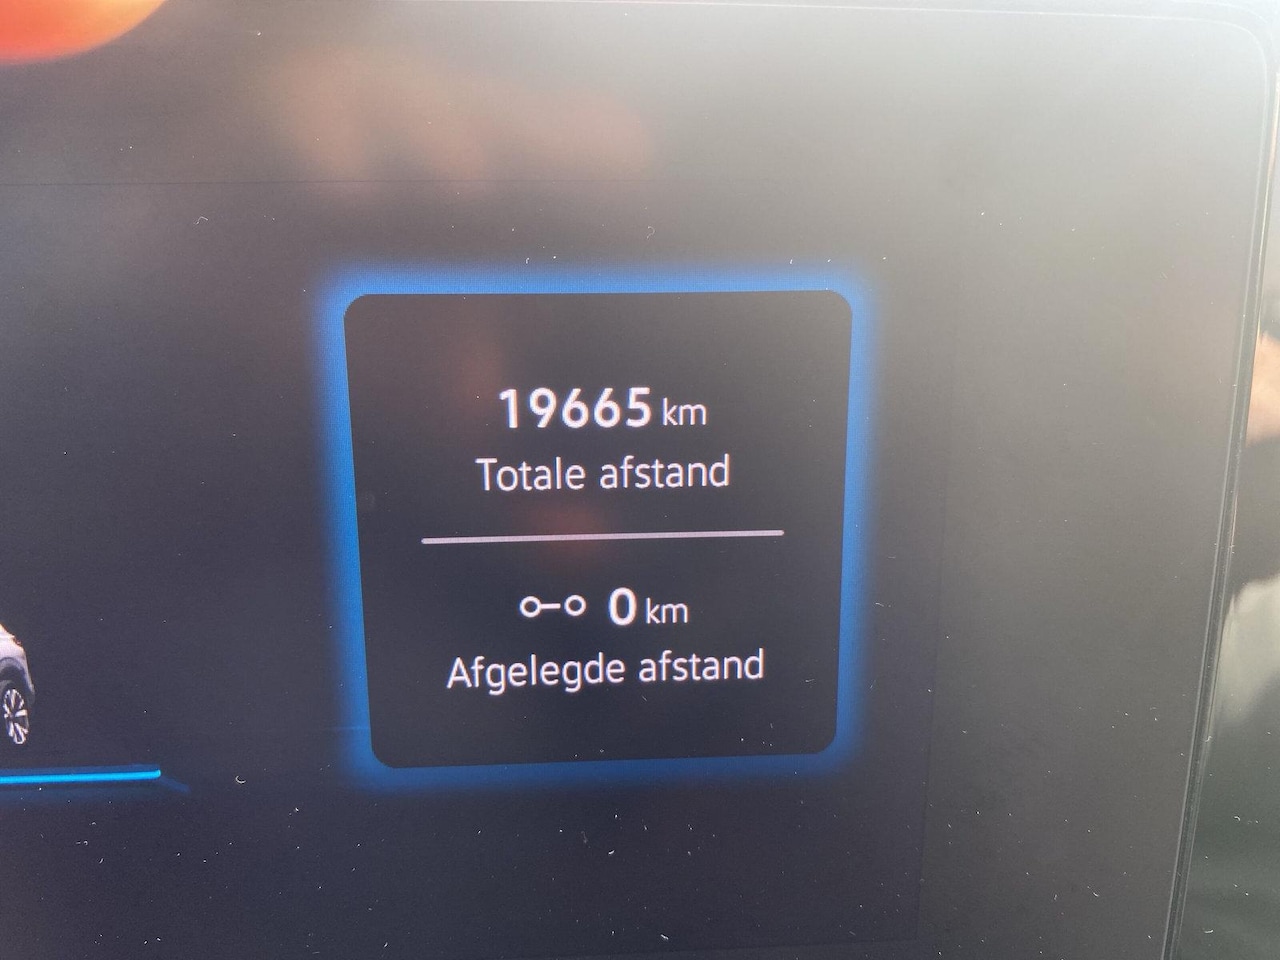 19665 km
Totale afstand
0 km
Afgelegde afstand